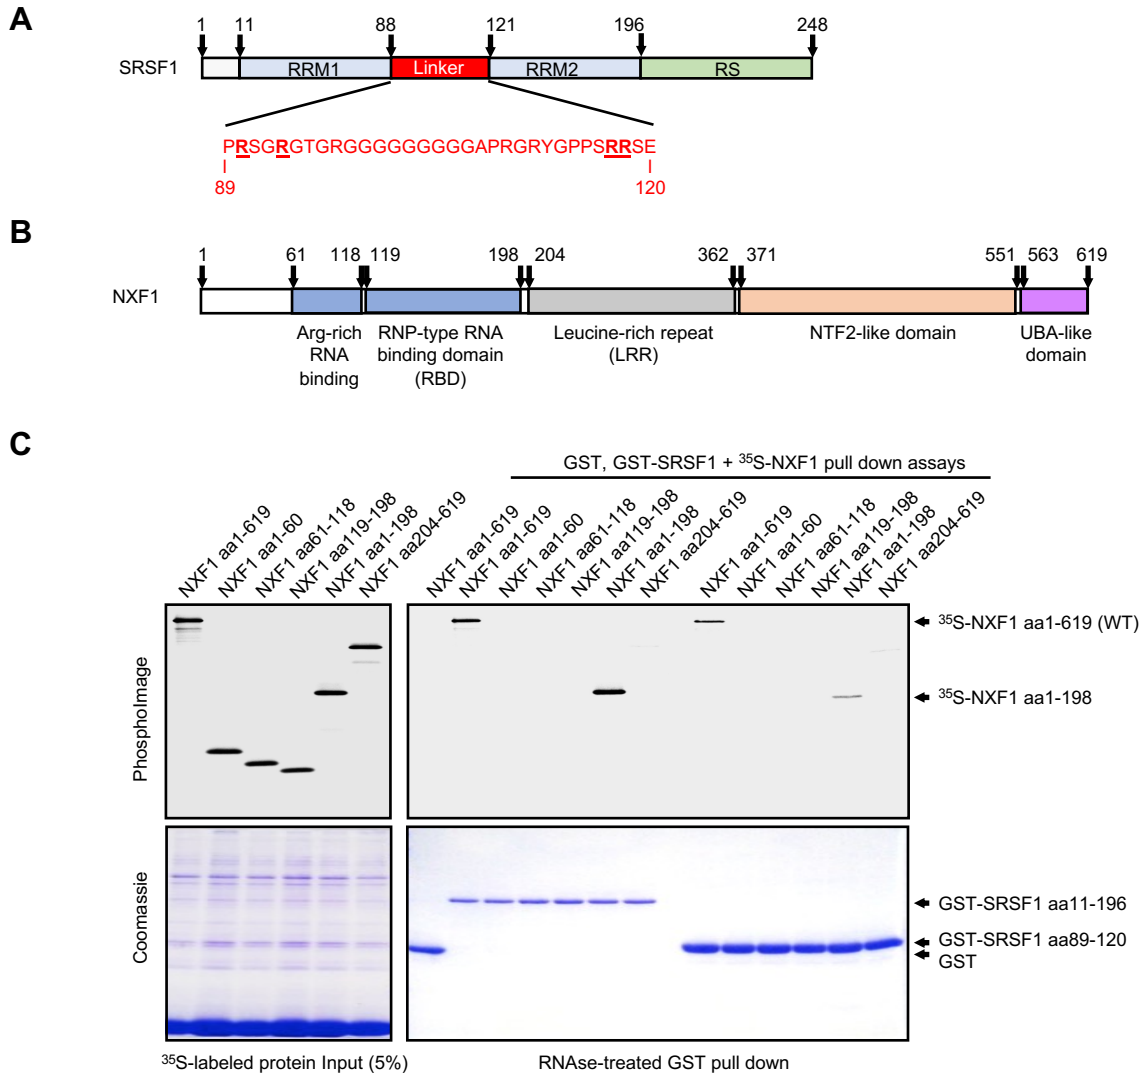 A
1 11 88 121 196 248
SRSF1 RRM1 Linker RRM2 RS
PRSGRGTGRGGGGGGGGGAPRGRYGPPSRRSE
89 120
B
1 61 118 119 198 204 362 371 551 563 619
NXF1
Arg-rich RNA binding
RNP-type RNA binding domain (RBD)
Leucine-rich repeat (LRR)
NTF2-like domain
UBA-like domain
C
GST, GST-SRSF1 + ³⁵S-NXF1 pull down assays
NXF1 aa1-619
NXF1 aa1-60
NXF1 aa61-118
NXF1 aa119-198
NXF1 aa1-198
NXF1 aa204-619
NXF1 aa1-619
NXF1 aa1-619
NXF1 aa1-60
NXF1 aa61-118
NXF1 aa119-198
NXF1 aa1-198
NXF1 aa204-619
NXF1 aa1-619
NXF1 aa1-60
NXF1 aa61-118
NXF1 aa119-198
NXF1 aa1-198
NXF1 aa204-619
PhosphoImage
³⁵S-NXF1 aa1-619 (WT)
³⁵S-NXF1 aa1-198
Coomassie
GST-SRSF1 aa11-196
GST-SRSF1 aa89-120
GST
³⁵S-labeled protein Input (5%)
RNAse-treated GST pull down